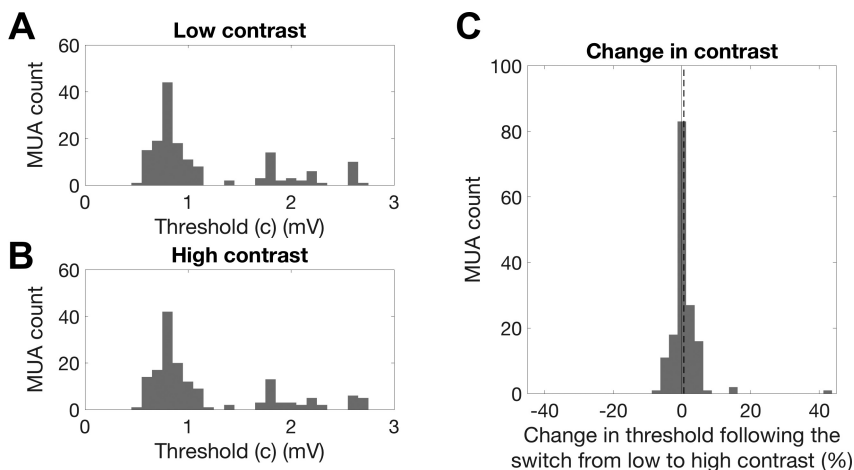 A
Low contrast
60
40
20
0
MUA count
0 1 2 3
Threshold (c) (mV)
B
High contrast
60
40
20
0
MUA count
0 1 2 3
Threshold (c) (mV)
C
Change in contrast
100
80
60
40
20
0
MUA count
-40 -20 0 20 40
Change in threshold following the
switch from low to high contrast (%)